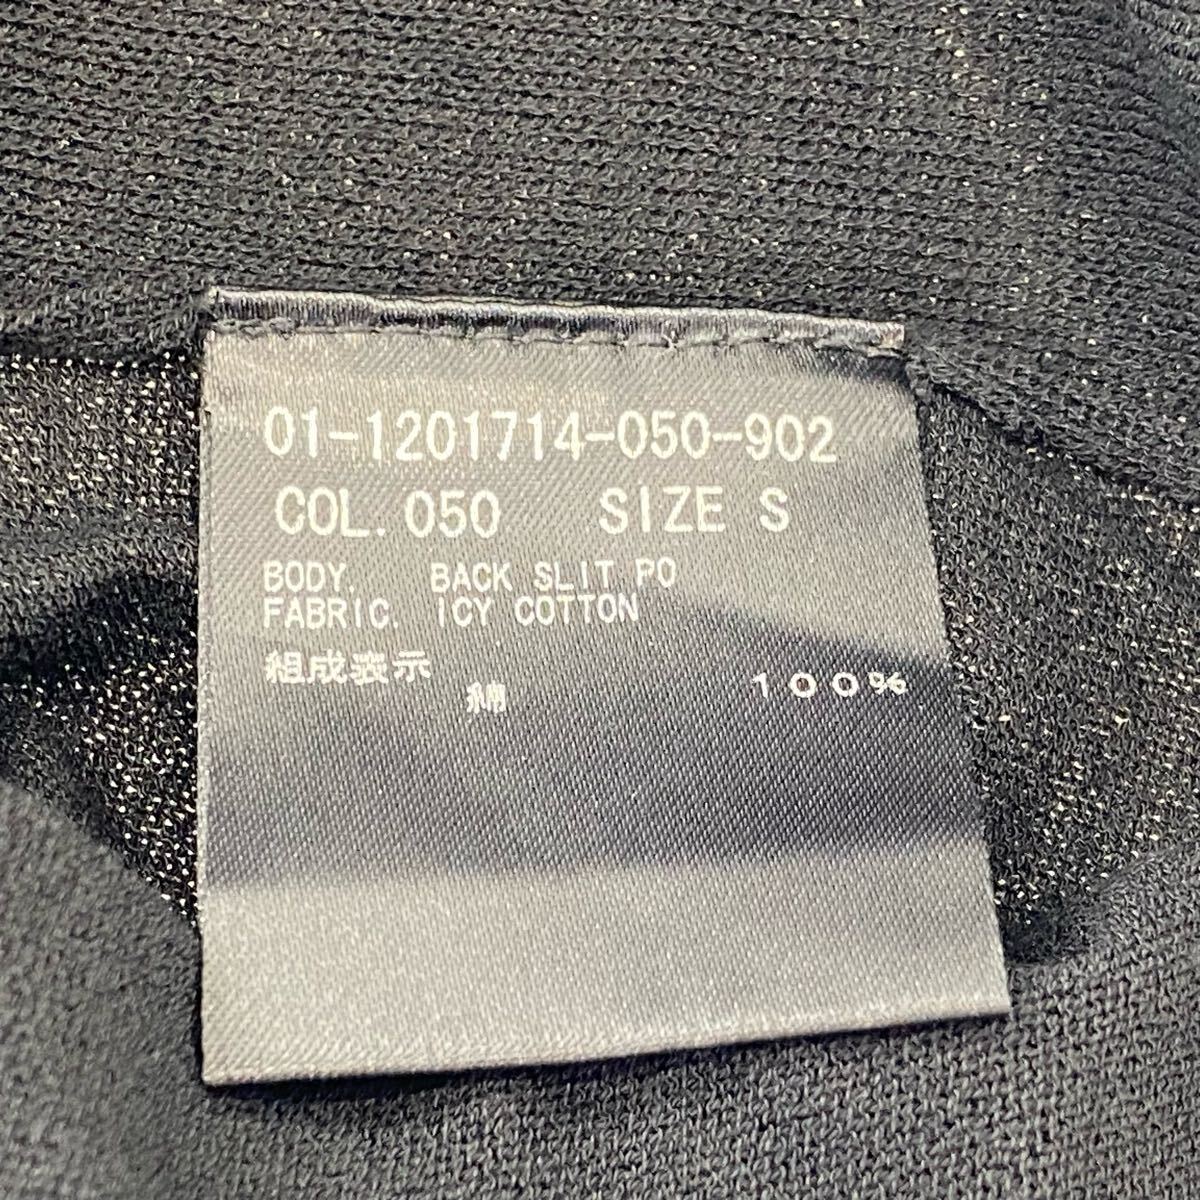 01-1201714-050-902
COL. 050 SIZE S
BODY. BACK SLIT PO
FABRIC. ICY COTTON
組成表示
綿 100%